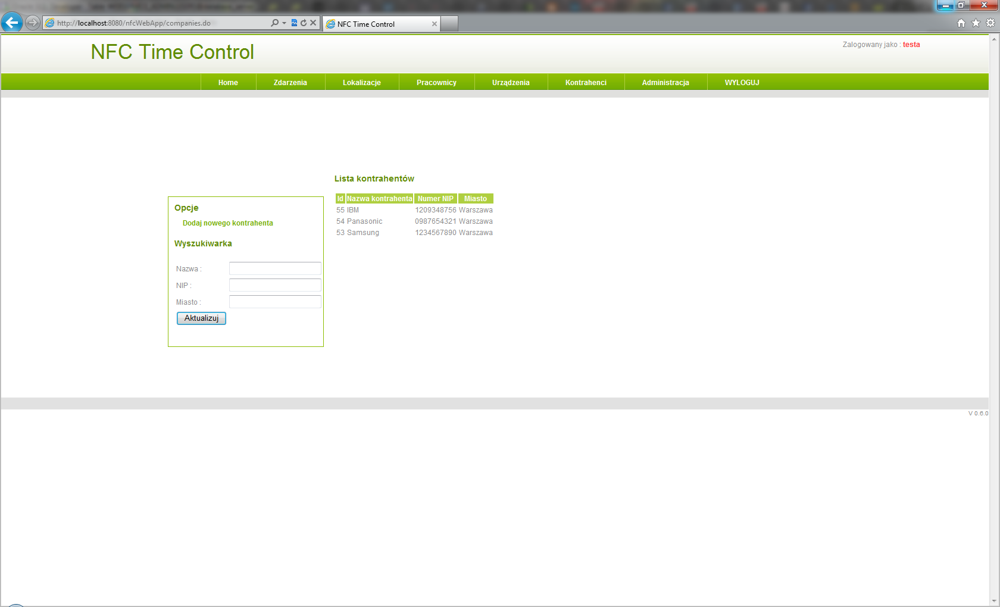 http://localhost:8080/nfcWebApp/companies.do
NFC Time Control
NFC Time Control
Zalogowany jako : testa
Home Zdarzenia Lokalizacje Pracownicy Urządzenia Kontrahenci Administracja WYLOGUJ
Lista kontrahentów
Id Nazwa kontrahenta Numer NIP Miasto
55 IBM 1209348756 Warszawa
54 Panasonic 0987654321 Warszawa
53 Samsung 1234567890 Warszawa
Opcje
Dodaj nowego kontrahenta
Wyszukiwarka
Nazwa :
NIP :
Miasto :
Aktualizuj
V 0.6.0